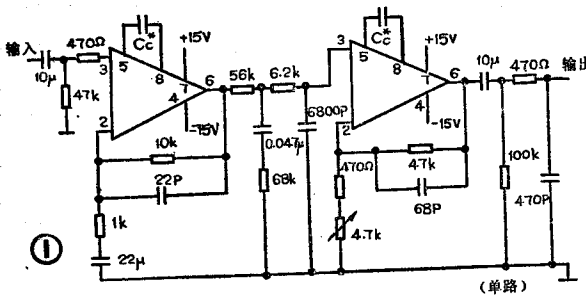 Cc*
Cc*
输入
470Ω
5
8
+15V
5
8
+15V
10μ
470Ω
输出
3
7
6
56k
6.2k
3
7
6
10μ
47k
4
4
2
-15V
6800P
2
-15V
10k
0.047μ
470Ω
47k
100k
22P
68k
68P
470P
1k
4.7k
①
22μ
(单路)